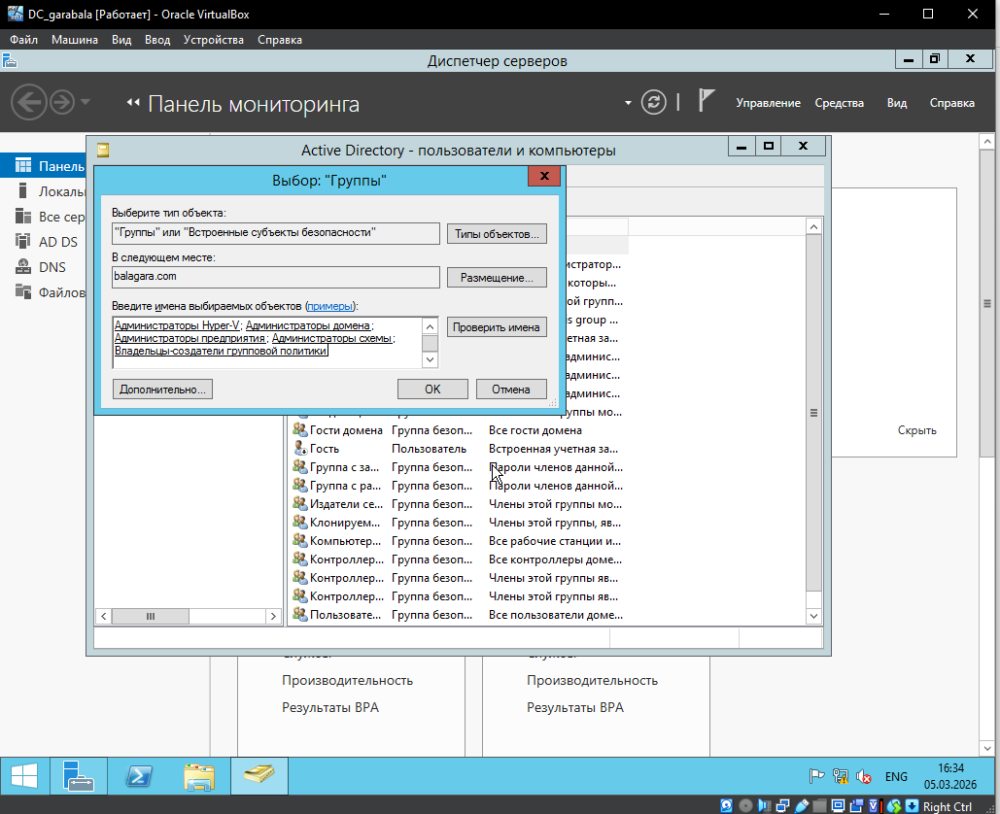 DC_garabala [Работает] - Oracle VirtualBox
Файл Машина Вид Ввод Устройства Справка
Диспетчер серверов
Панель мониторинга
Управление Средства Вид Справка
Active Directory - пользователи и компьютеры
Панель
Локаль
Все сер
AD DS
DNS
Файлов
Выбор: "Группы"
Выберите тип объекта:
"Группы" или "Встроенные субъекты безопасности"
Типы объектов...
В следующем месте:
balagara.com
Размещение...
Введите имена выбираемых объектов (примеры):
Администраторы Hyper-V; Администраторы домена;
Администраторы предприятия; Администраторы схемы;
Владельцы-создатели групповой политики
Проверить имена
Дополнительно...
OK
Отмена
истратор...
которы...
ой групп...
s group ...
етная за...
админис...
админис...
админис...
уппы мо...
Гости домена Группа безоп... Все гости домена
Гость Пользователь Встроенная учетная за...
Группа с за... Группа безоп... Пароли членов данной...
Группа с ра... Группа безоп... Пароли членов данной...
Издатели се... Группа безоп... Члены этой группы мо...
Клонируем... Группа безоп... Члены этой группы, яв...
Компьютер... Группа безоп... Все рабочие станции и...
Контроллер... Группа безоп... Все контроллеры доме...
Контроллер... Группа безоп... Члены этой группы яв...
Контроллер... Группа безоп... Члены этой группы яв...
Пользовате... Группа безоп... Все пользователи доме...
Скрыть
Производительность
Результаты BPA
Производительность
Результаты BPA
ENG
16:34
05.03.2026
Right Ctrl